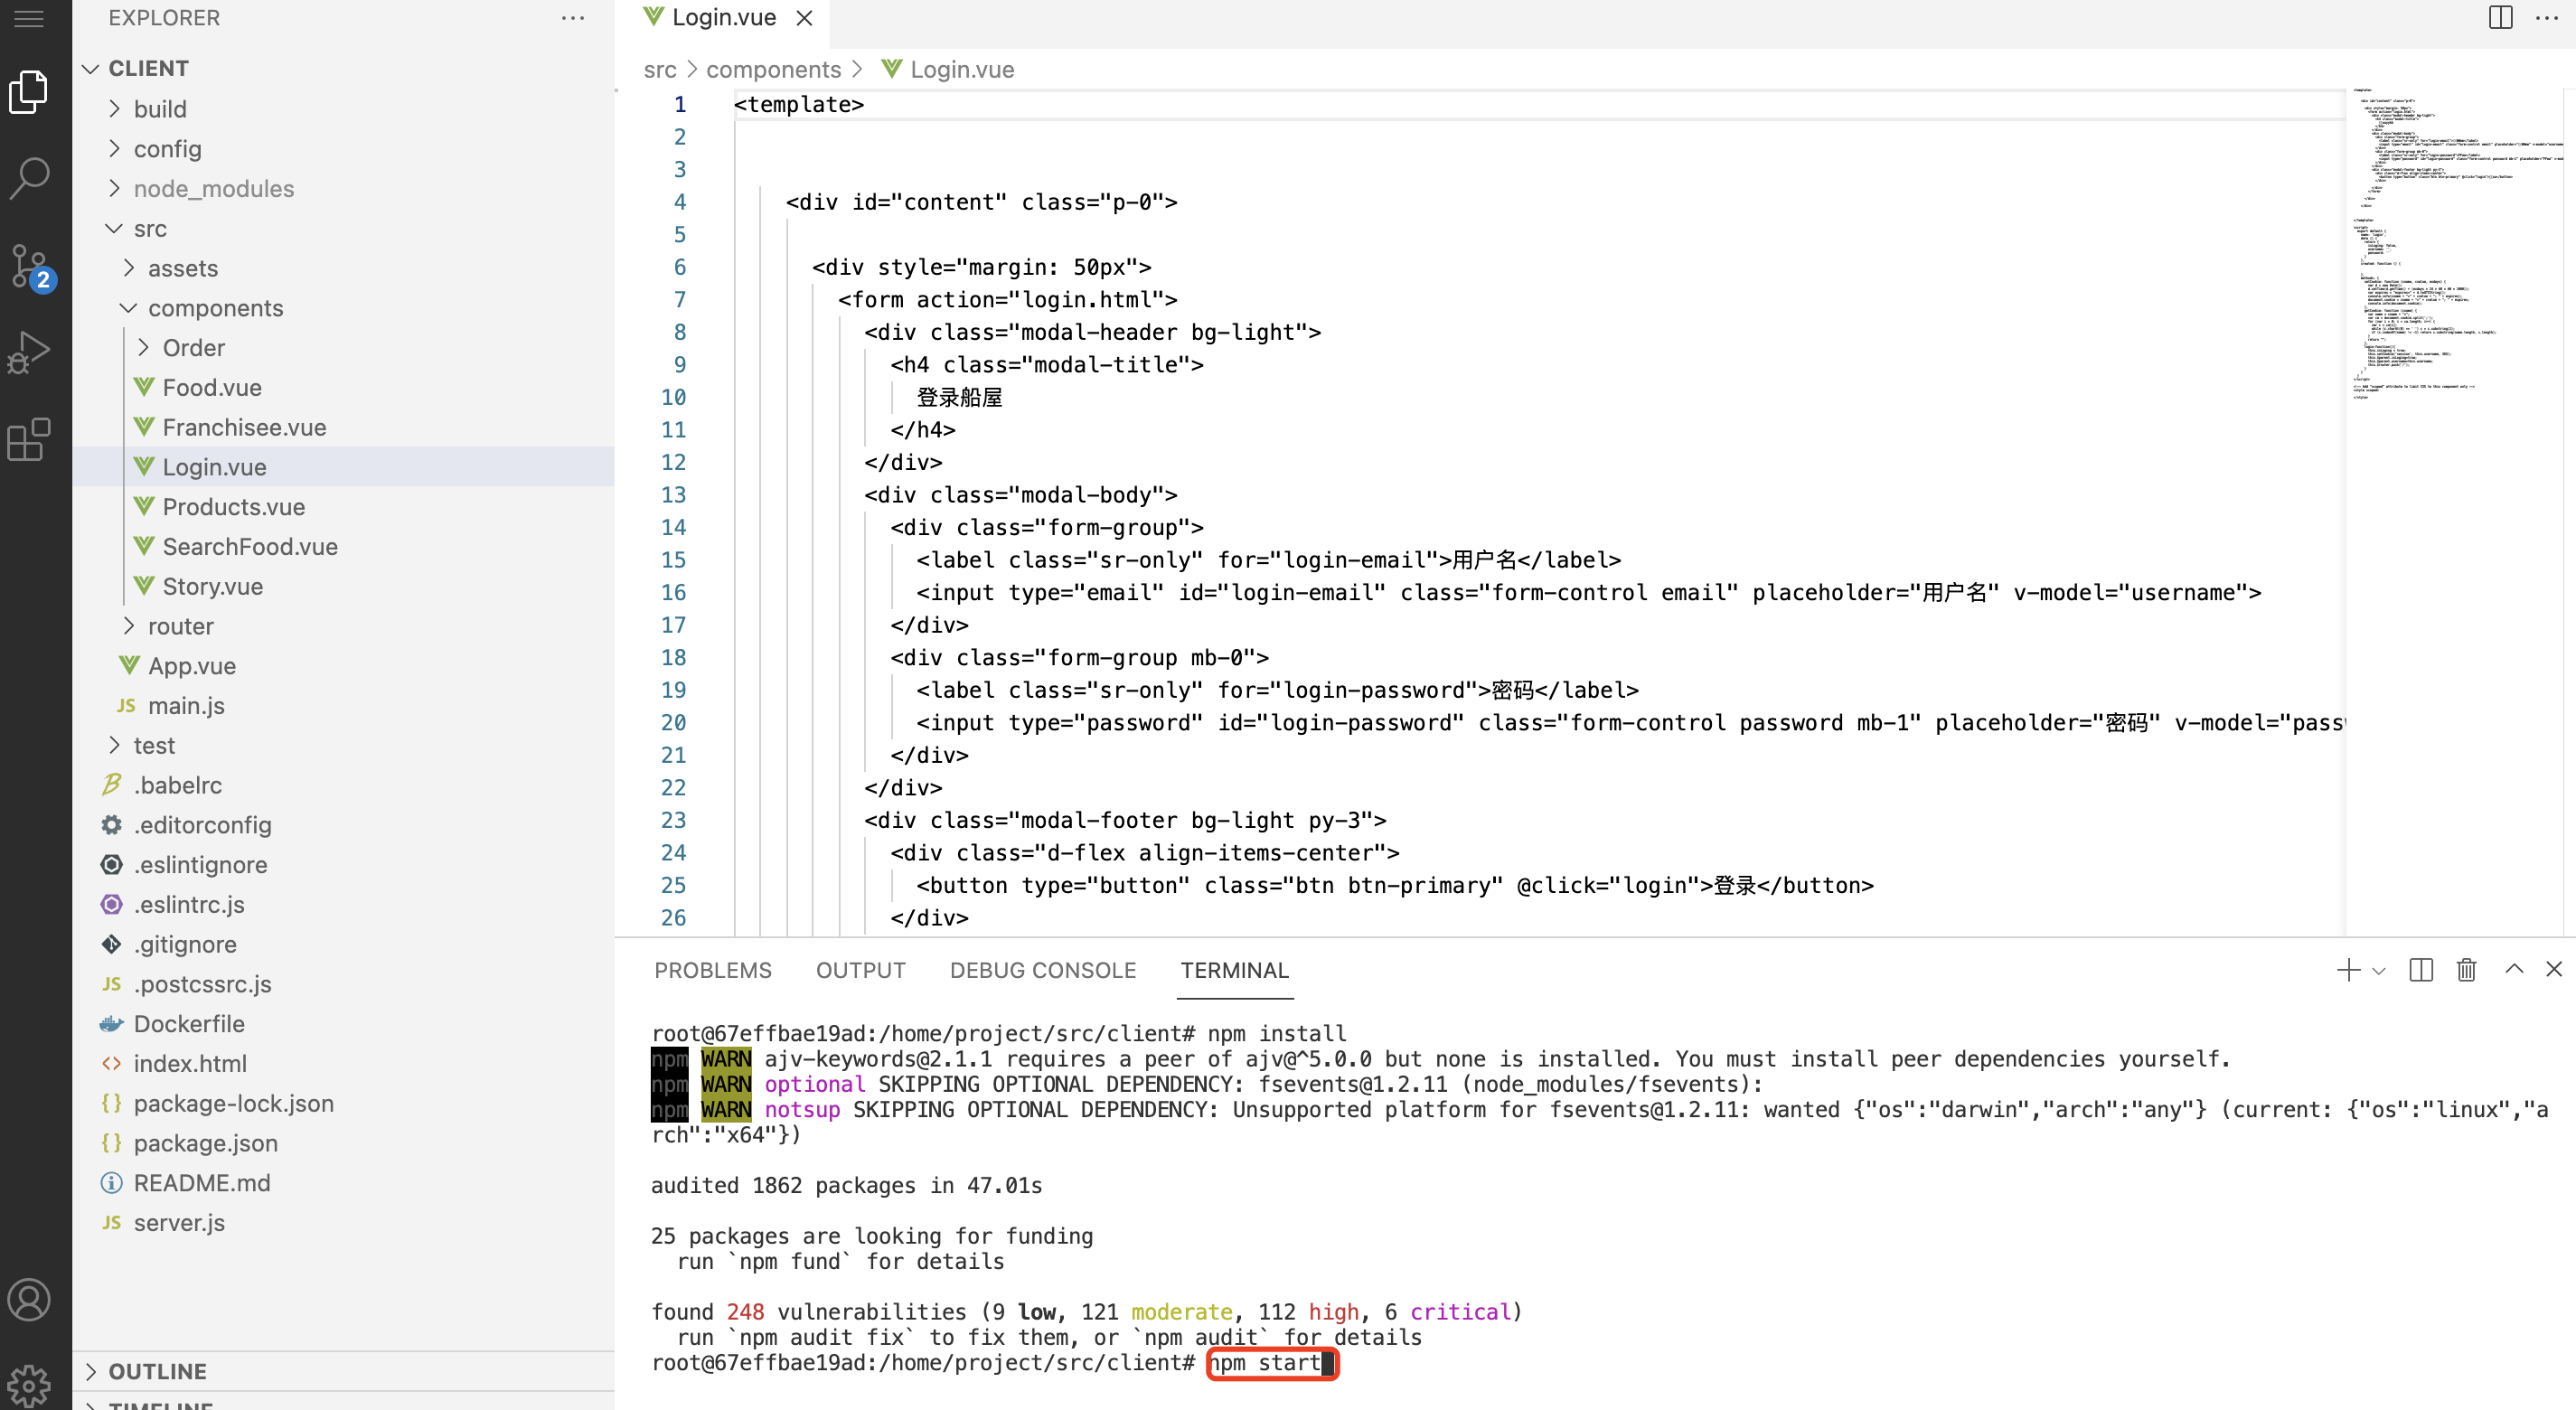 EXPLORER
CLIENT
build
config
node_modules
src
assets
components
Order
Food.vue
Franchisee.vue
Login.vue
Products.vue
SearchFood.vue
Story.vue
router
App.vue
JS main.js
test
.babelrc
.editorconfig
.eslintignore
.eslintrc.js
.gitignore
JS .postcssrc.js
Dockerfile
<> index.html
{} package-lock.json
{} package.json
README.md
JS server.js
OUTLINE
TIMELINE
2
Login.vue
src > components > Login.vue
1 <template>
2
3
4 <div id="content" class="p-0">
5
6 <div style="margin: 50px">
7 <form action="login.html">
8 <div class="modal-header bg-light">
9 <h4 class="modal-title">
10 登录船屋
11 </h4>
12 </div>
13 <div class="modal-body">
14 <div class="form-group">
15 <label class="sr-only" for="login-email">用户名</label>
16 <input type="email" id="login-email" class="form-control email" placeholder="用户名" v-model="username">
17 </div>
18 <div class="form-group mb-0">
19 <label class="sr-only" for="login-password">密码</label>
20 <input type="password" id="login-password" class="form-control password mb-1" placeholder="密码" v-model="pass
21 </div>
22 </div>
23 <div class="modal-footer bg-light py-3">
24 <div class="d-flex align-items-center">
25 <button type="button" class="btn btn-primary" @click="login">登录</button>
26 </div>
PROBLEMS OUTPUT DEBUG CONSOLE TERMINAL
root@67effbae19ad:/home/project/src/client# npm install
npm WARN ajv-keywords@2.1.1 requires a peer of ajv@^5.0.0 but none is installed. You must install peer dependencies yourself.
npm WARN optional SKIPPING OPTIONAL DEPENDENCY: fsevents@1.2.11 (node_modules/fsevents):
npm WARN notsup SKIPPING OPTIONAL DEPENDENCY: Unsupported platform for fsevents@1.2.11: wanted {"os":"darwin","arch":"any"} (current: {"os":"linux","a
rch":"x64"})
audited 1862 packages in 47.01s
25 packages are looking for funding
run `npm fund` for details
found 248 vulnerabilities (9 low, 121 moderate, 112 high, 6 critical)
run `npm audit fix` to fix them, or `npm audit` for details
root@67effbae19ad:/home/project/src/client# npm start